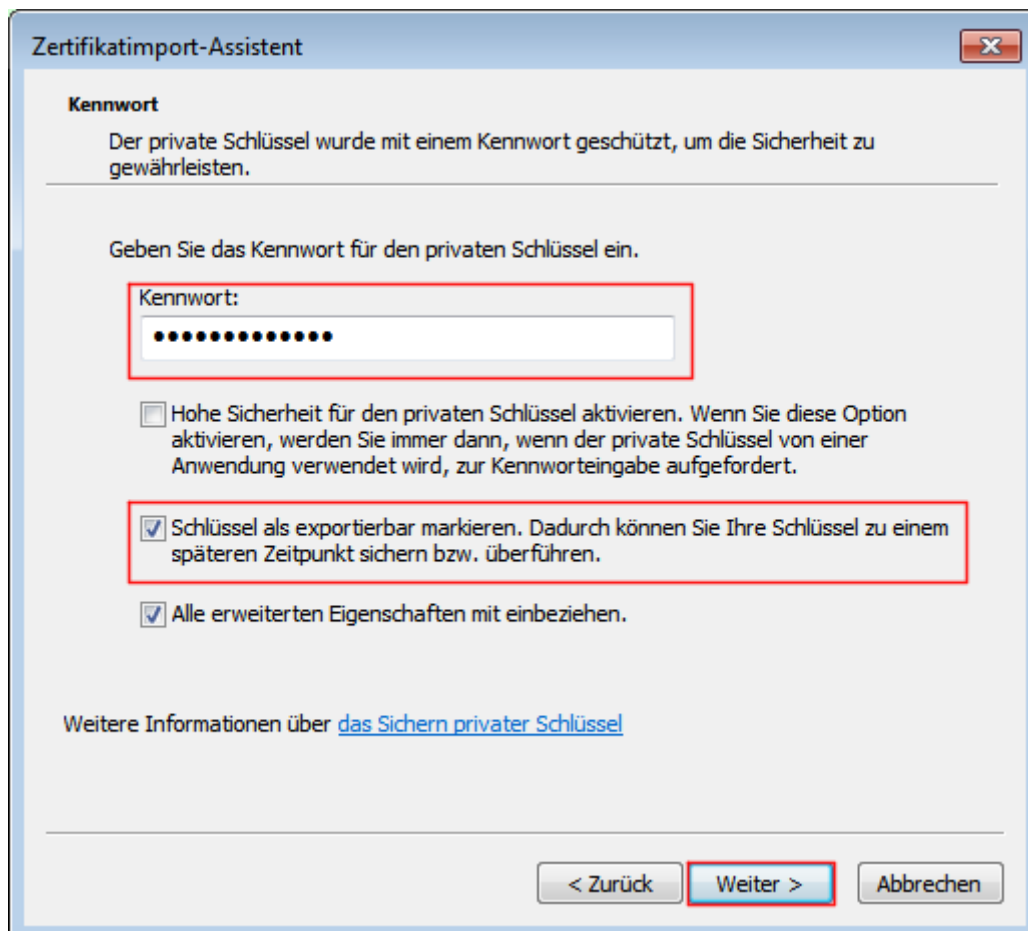 Zertifikatimport-Assistent
Kennwort
Der private Schlüssel wurde mit einem Kennwort geschützt, um die Sicherheit zu
gewährleisten.
Geben Sie das Kennwort für den privaten Schlüssel ein.
Kennwort:
•••••••••••••
Hohe Sicherheit für den privaten Schlüssel aktivieren. Wenn Sie diese Option
aktivieren, werden Sie immer dann, wenn der private Schlüssel von einer
Anwendung verwendet wird, zur Kennworteingabe aufgefordert.
Schlüssel als exportierbar markieren. Dadurch können Sie Ihre Schlüssel zu einem
späteren Zeitpunkt sichern bzw. überführen.
Alle erweiterten Eigenschaften mit einbeziehen.
Weitere Informationen über das Sichern privater Schlüssel
< Zurück
Weiter >
Abbrechen